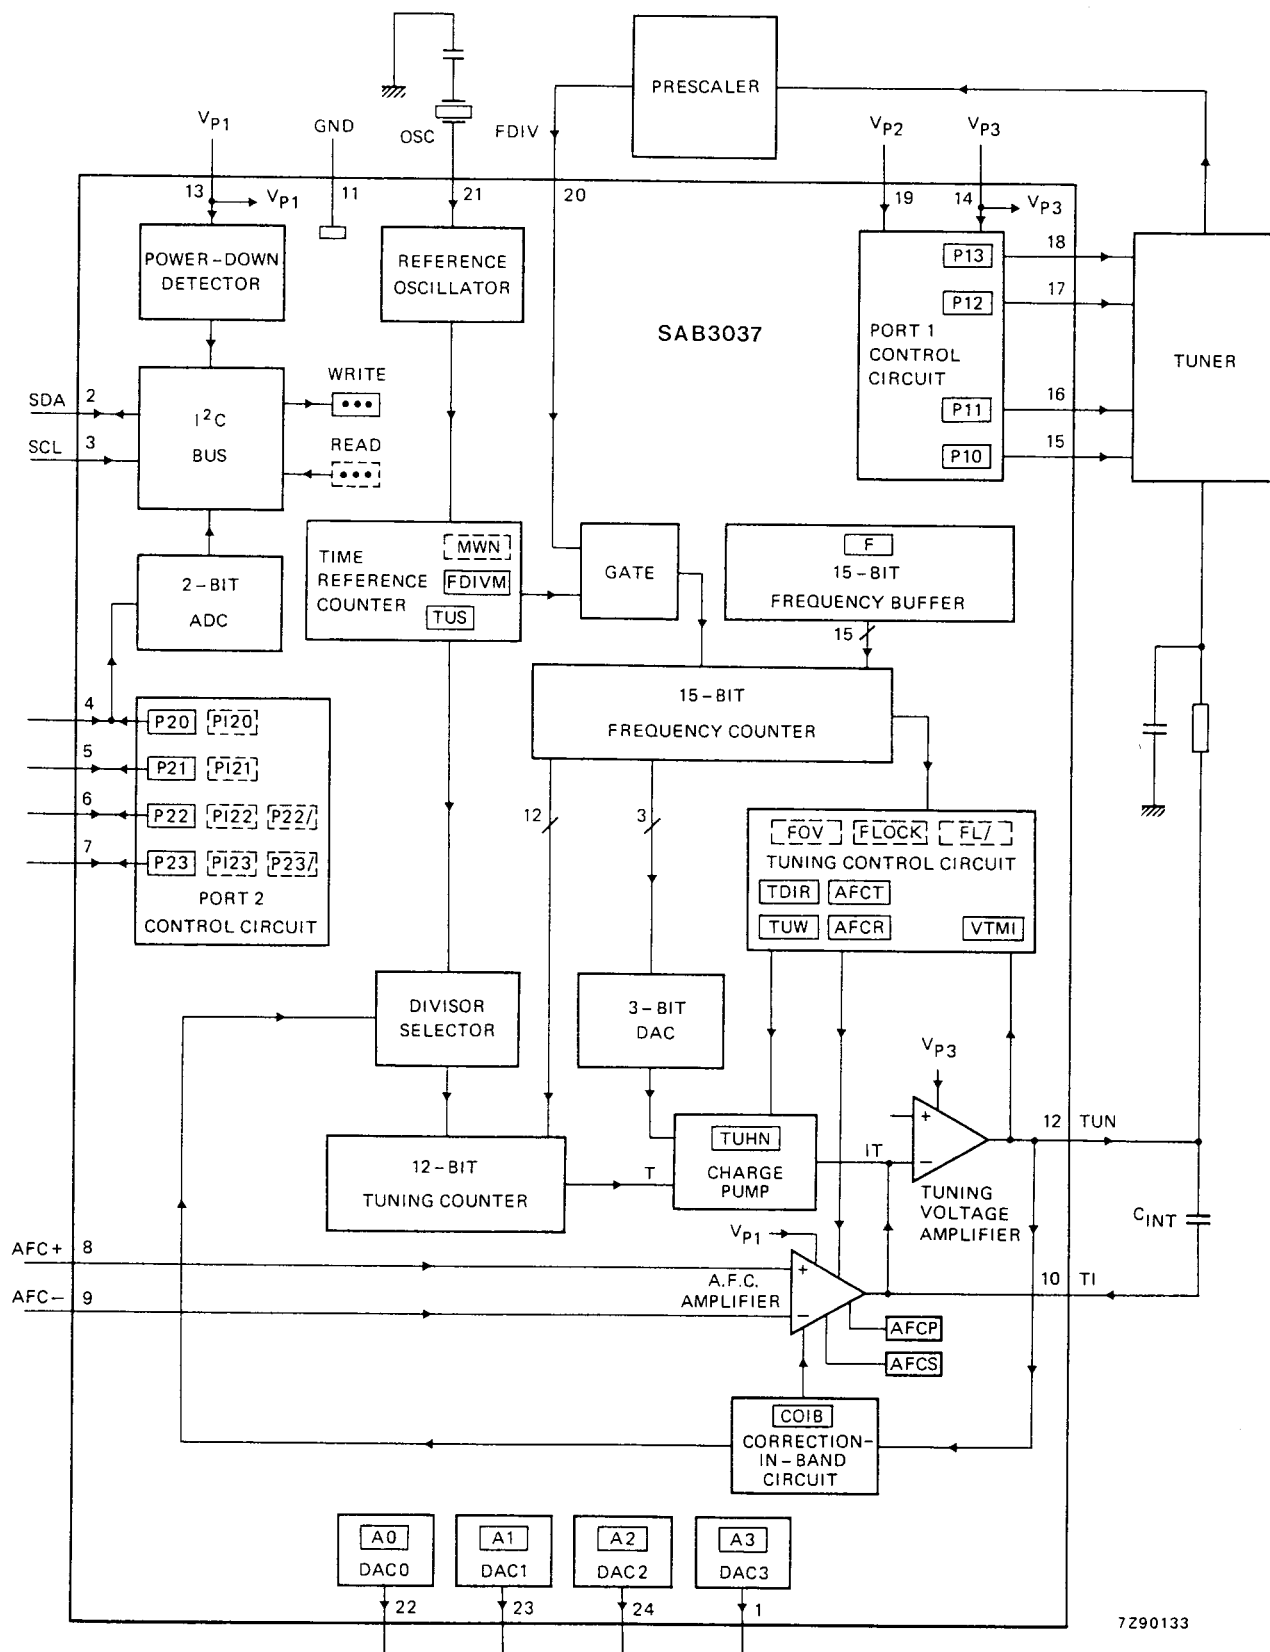 PRESCALER
VP1
GND
OSC
FDIV
VP2
VP3
13
VP1
11
21
20
19
14
VP3
POWER-DOWN
DETECTOR
REFERENCE
OSCILLATOR
SAB3037
P13
P12
PORT 1
CONTROL
CIRCUIT
P11
P10
18
17
16
15
TUNER
SDA
2
SCL
3
I²C
BUS
WRITE
READ
2-BIT
ADC
TIME
REFERENCE
COUNTER
MWN
FDIVM
TUS
GATE
F
15-BIT
FREQUENCY BUFFER
15
15-BIT
FREQUENCY COUNTER
4
P20 PI20
5
P21 PI21
6
P22 PI22 P22/
7
P23 PI23 P23/
PORT 2
CONTROL CIRCUIT
12
3
FOV FLOCK FL/
TUNING CONTROL CIRCUIT
TDIR AFCT
TUW AFCR VTMI
DIVISOR
SELECTOR
3-BIT
DAC
VP3
+
−
12 TUN
12-BIT
TUNING COUNTER
T
TUHN
CHARGE
PUMP
IT
TUNING
VOLTAGE
AMPLIFIER
CINT
AFC+ 8
AFC− 9
VP1
+
−
A.F.C.
AMPLIFIER
10 TI
AFCP
AFCS
COIB
CORRECTION-
IN-BAND
CIRCUIT
A0
DAC0
A1
DAC1
A2
DAC2
A3
DAC3
22
23
24
1
7Z90133